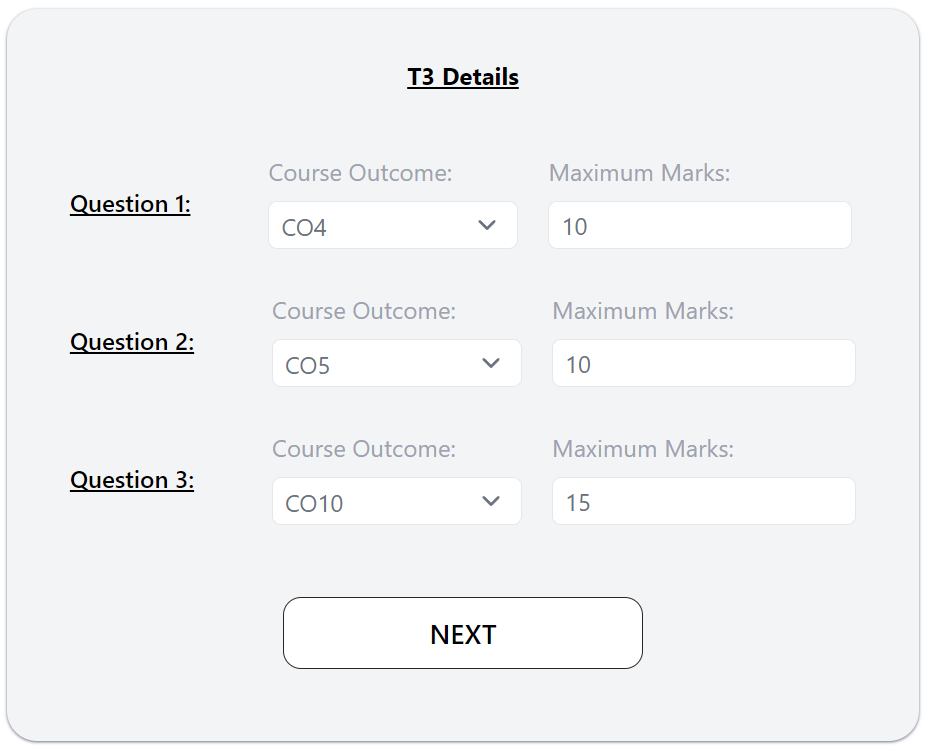 T3 Details
Course Outcome: Maximum Marks:
Question 1:
CO4 10
Course Outcome: Maximum Marks:
Question 2:
CO5 10
Course Outcome: Maximum Marks:
Question 3:
CO10 15
NEXT